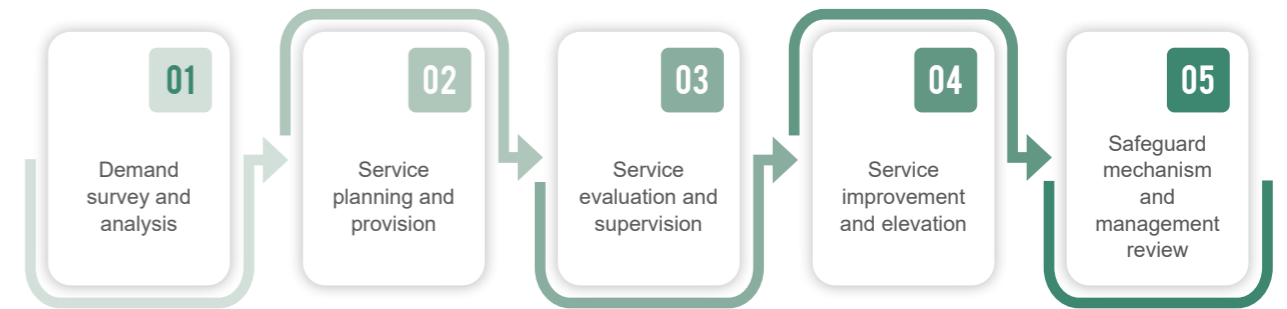 01
Demand
survey and
analysis
02
Service
planning and
provision
03
Service
evaluation and
supervision
04
Service
improvement
and elevation
05
Safeguard
mechanism
and
management
review